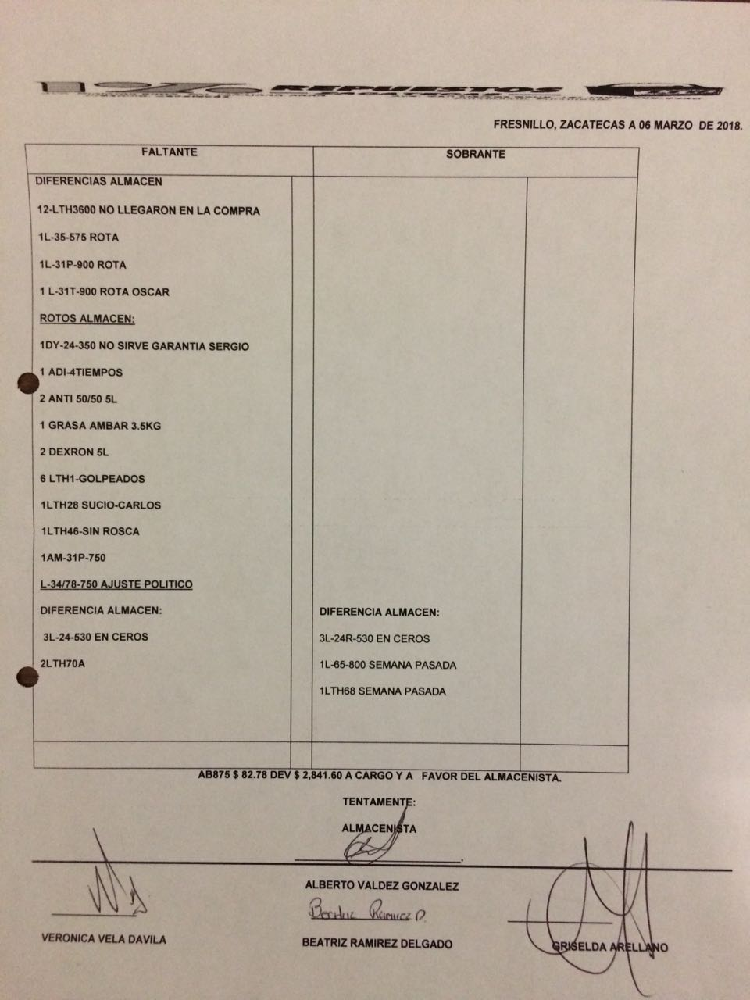 REPUESTOS
FRESNILLO, ZACATECAS A 06 MARZO DE 2018.
FALTANTE
SOBRANTE
DIFERENCIAS ALMACEN
12-LTH3600 NO LLEGARON EN LA COMPRA
1L-35-575 ROTA
1L-31P-900 ROTA
1 L-31T-900 ROTA OSCAR
ROTOS ALMACEN:
1DY-24-350 NO SIRVE GARANTIA SERGIO
1 ADI-4TIEMPOS
2 ANTI 50/50 5L
1 GRASA AMBAR 3.5KG
2 DEXRON 5L
6 LTH1-GOLPEADOS
1LTH28 SUCIO-CARLOS
1LTH46-SIN ROSCA
1AM-31P-750
L-34/78-750 AJUSTE POLITICO
DIFERENCIA ALMACEN:
3L-24-530 EN CEROS
2LTH70A
DIFERENCIA ALMACEN:
3L-24R-530 EN CEROS
1L-65-800 SEMANA PASADA
1LTH68 SEMANA PASADA
AB875 $ 82.78 DEV $ 2,841.60 A CARGO Y A FAVOR DEL ALMACENISTA.
TENTAMENTE:
ALMACENISTA
ALBERTO VALDEZ GONZALEZ
Beatriz Ramirez D.
VERONICA VELA DAVILA
BEATRIZ RAMIREZ DELGADO
GRISELDA ARELLANO